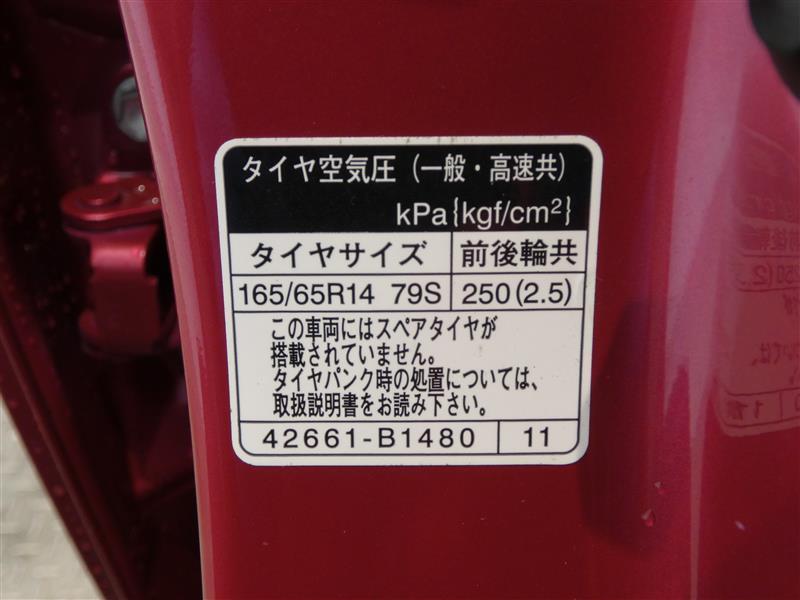 タイヤ空気圧(一般・高速共)
kPa{kgf/cm²}
タイヤサイズ 前後輪共
165/65R14 79S 250(2.5)
この車両にはスペアタイヤが
搭載されていません。
タイヤパンク時の処置については、
取扱説明書をお読み下さい。
42661-B1480 11